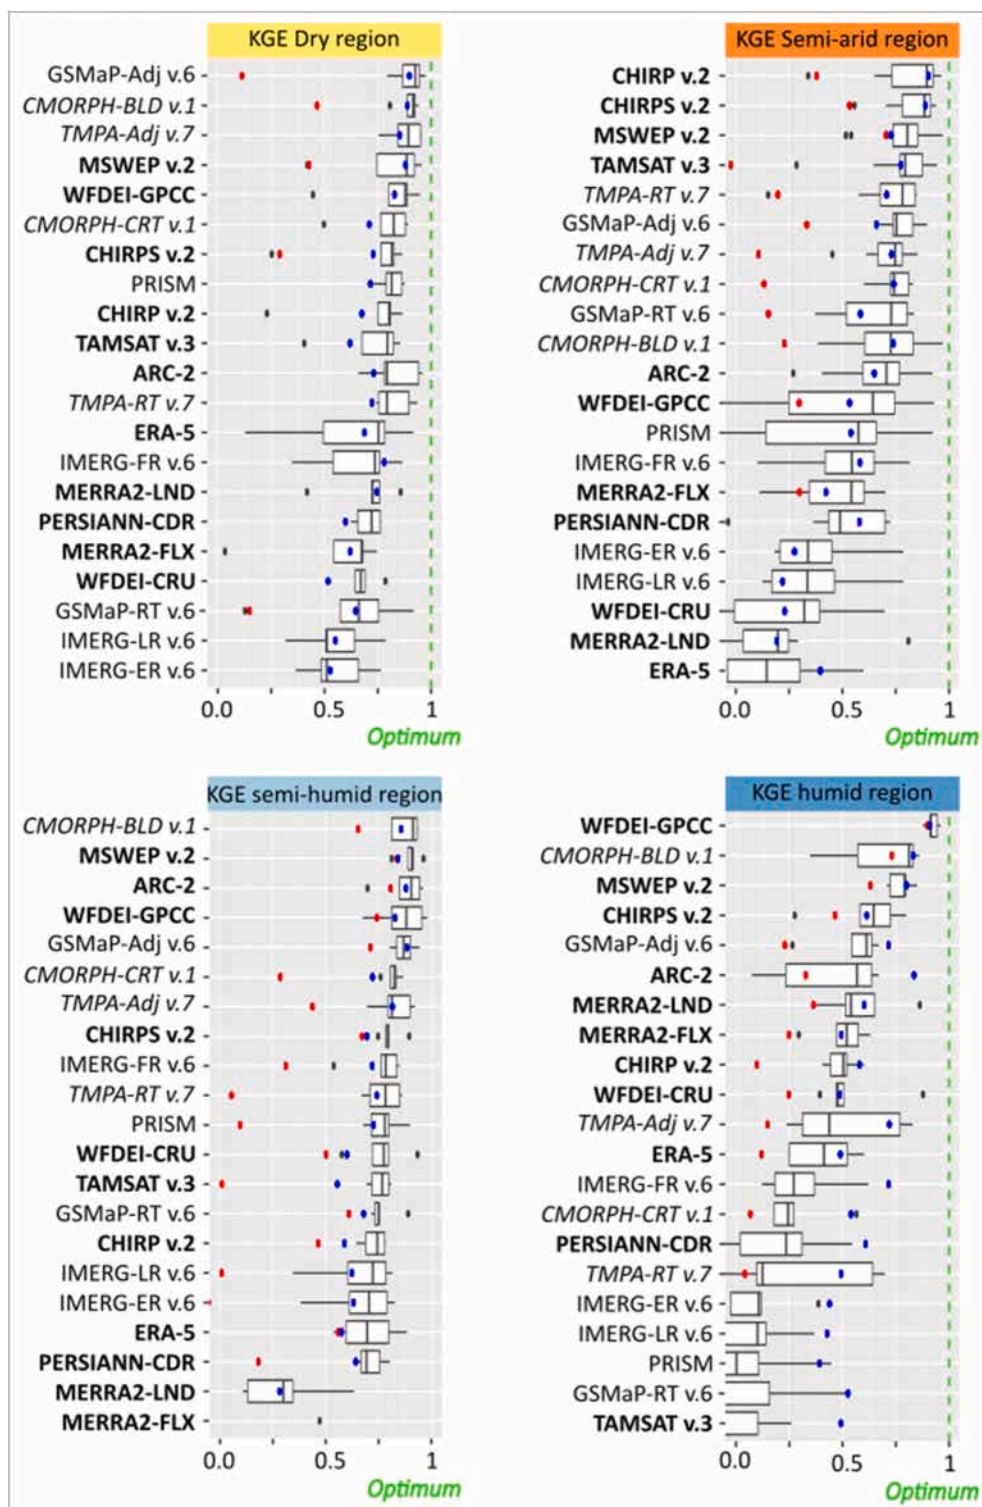 KGE Dry region
GSMaP-Adj v.6
CMORPH-BLD v.1
TMPA-Adj v.7
MSWEP v.2
WFDEI-GPCC
CMORPH-CRT v.1
CHIRPS v.2
PRISM
CHIRP v.2
TAMSAT v.3
ARC-2
TMPA-RT v.7
ERA-5
IMERG-FR v.6
MERRA2-LND
PERSIANN-CDR
MERRA2-FLX
WFDEI-CRU
GSMaP-RT v.6
IMERG-LR v.6
IMERG-ER v.6
0.0 0.5 1
Optimum
KGE Semi-arid region
CHIRP v.2
CHIRPS v.2
MSWEP v.2
TAMSAT v.3
TMPA-RT v.7
GSMaP-Adj v.6
TMPA-Adj v.7
CMORPH-CRT v.1
GSMaP-RT v.6
CMORPH-BLD v.1
ARC-2
WFDEI-GPCC
PRISM
IMERG-FR v.6
MERRA2-FLX
PERSIANN-CDR
IMERG-ER v.6
IMERG-LR v.6
WFDEI-CRU
MERRA2-LND
ERA-5
0.0 0.5 1
Optimum
KGE semi-humid region
CMORPH-BLD v.1
MSWEP v.2
ARC-2
WFDEI-GPCC
GSMaP-Adj v.6
CMORPH-CRT v.1
TMPA-Adj v.7
CHIRPS v.2
IMERG-FR v.6
TMPA-RT v.7
PRISM
WFDEI-CRU
TAMSAT v.3
GSMaP-RT v.6
CHIRP v.2
IMERG-LR v.6
IMERG-ER v.6
ERA-5
PERSIANN-CDR
MERRA2-LND
MERRA2-FLX
0.0 0.5 1
Optimum
KGE humid region
WFDEI-GPCC
CMORPH-BLD v.1
MSWEP v.2
CHIRPS v.2
GSMaP-Adj v.6
ARC-2
MERRA2-LND
MERRA2-FLX
CHIRP v.2
WFDEI-CRU
TMPA-Adj v.7
ERA-5
IMERG-FR v.6
CMORPH-CRT v.1
PERSIANN-CDR
TMPA-RT v.7
IMERG-ER v.6
IMERG-LR v.6
PRISM
GSMaP-RT v.6
TAMSAT v.3
0.0 0.5 1
Optimum